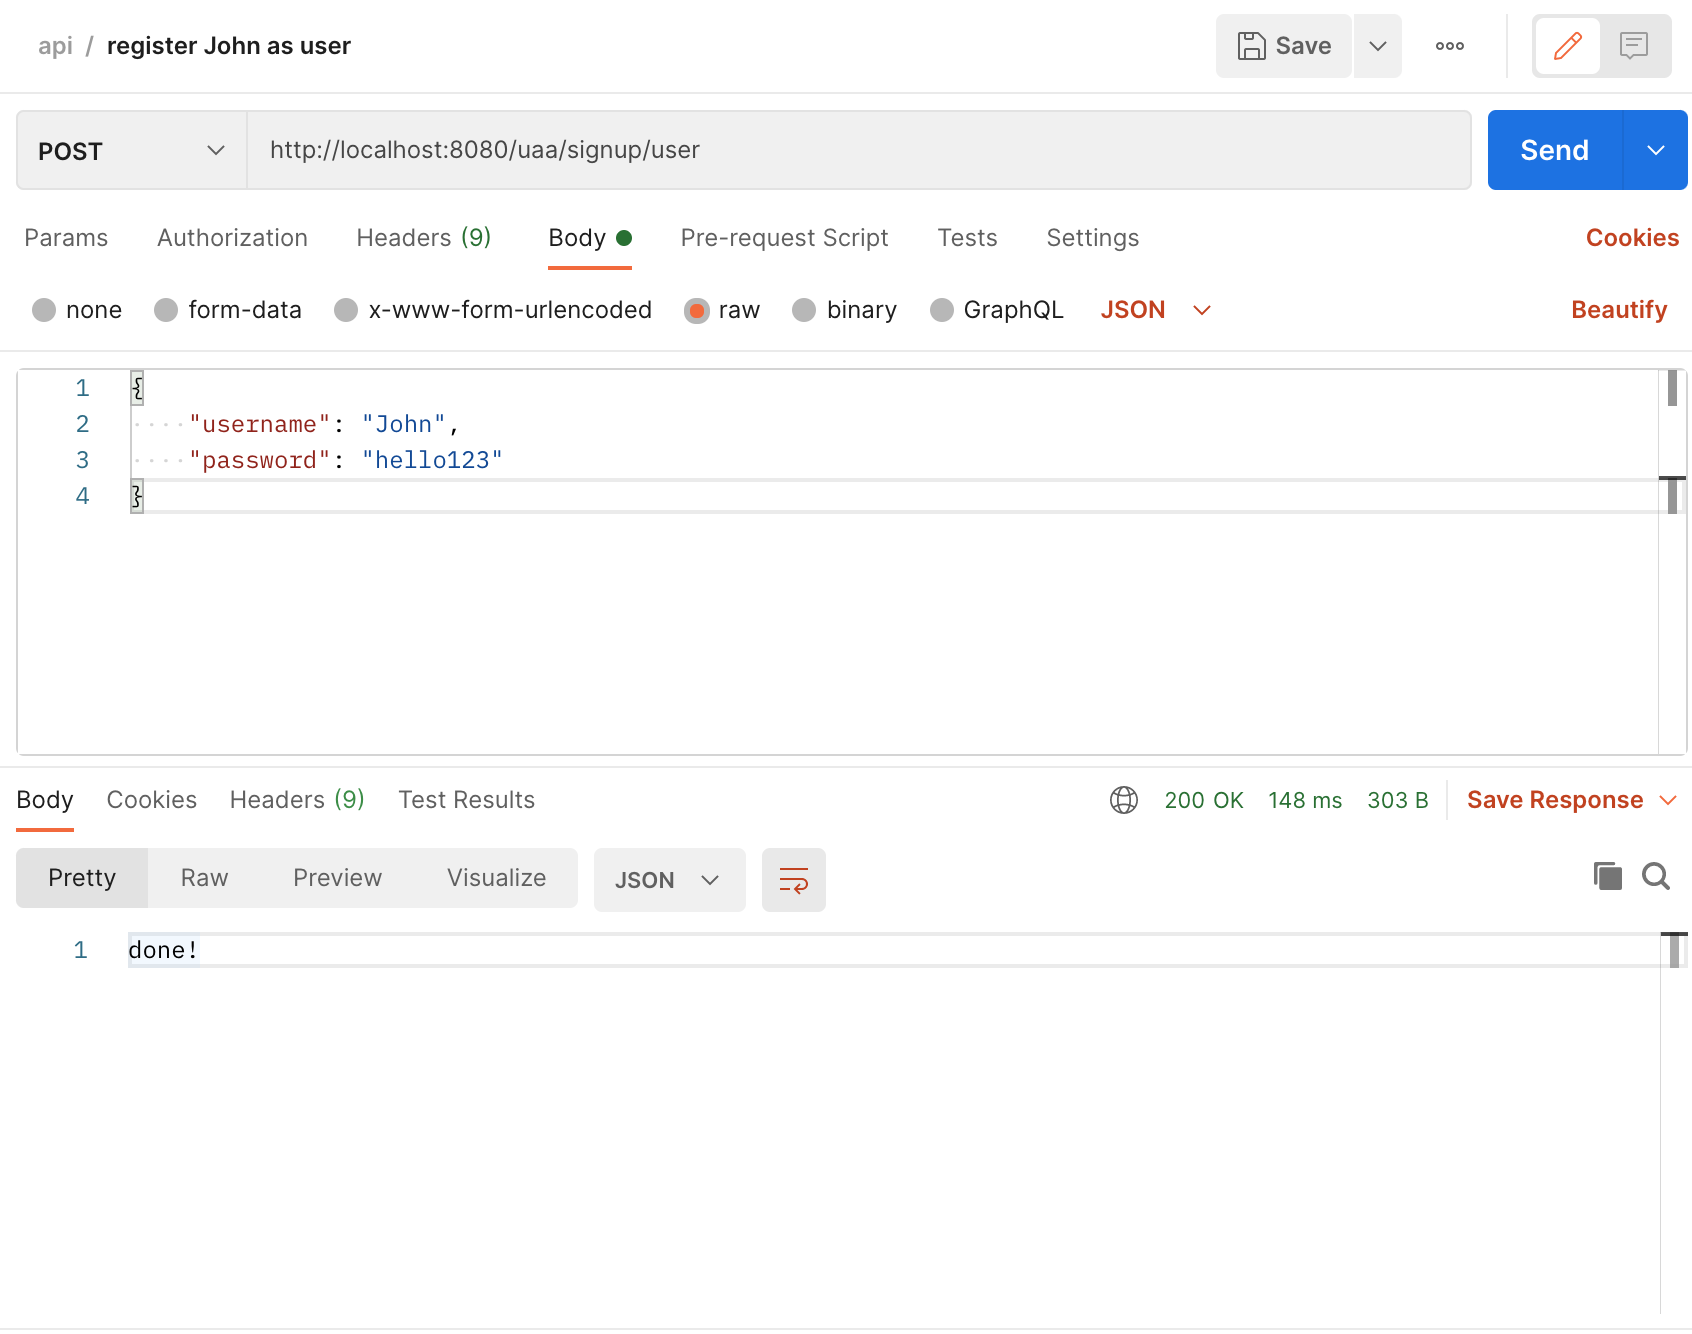 api / register John as user
Save
POST
http://localhost:8080/uaa/signup/user
Send
Params Authorization Headers (9) Body Pre-request Script Tests Settings Cookies
none form-data x-www-form-urlencoded raw binary GraphQL JSON Beautify
1 {
2 "username": "John",
3 "password": "hello123"
4 }
Body Cookies Headers (9) Test Results 200 OK 148 ms 303 B Save Response
Pretty Raw Preview Visualize JSON
1 done!